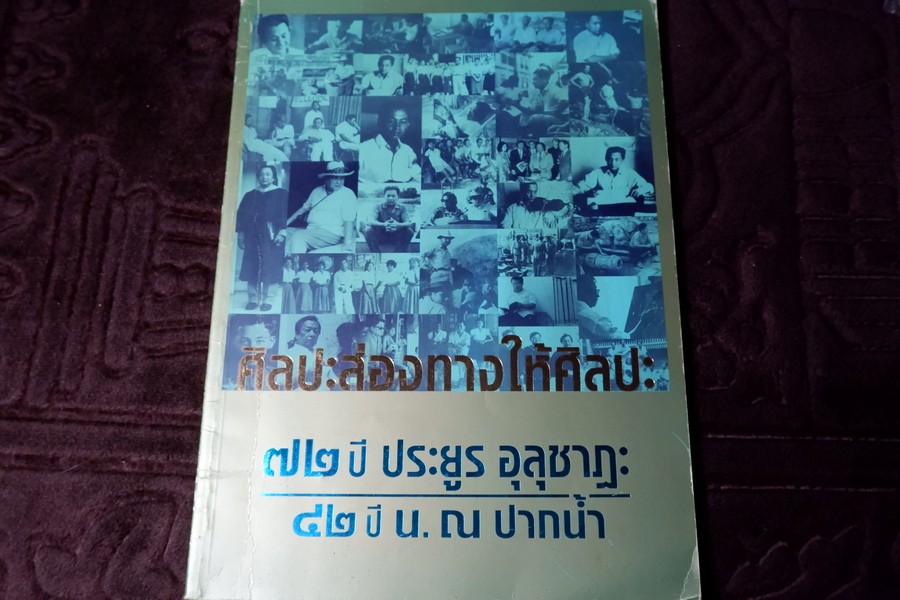 ศิลปะส่องทางให้ศิลปะ
๗๒ ปี ประยูร อุลุชาฎะ
๔๒ ปี น. ณ ปากน้ำ